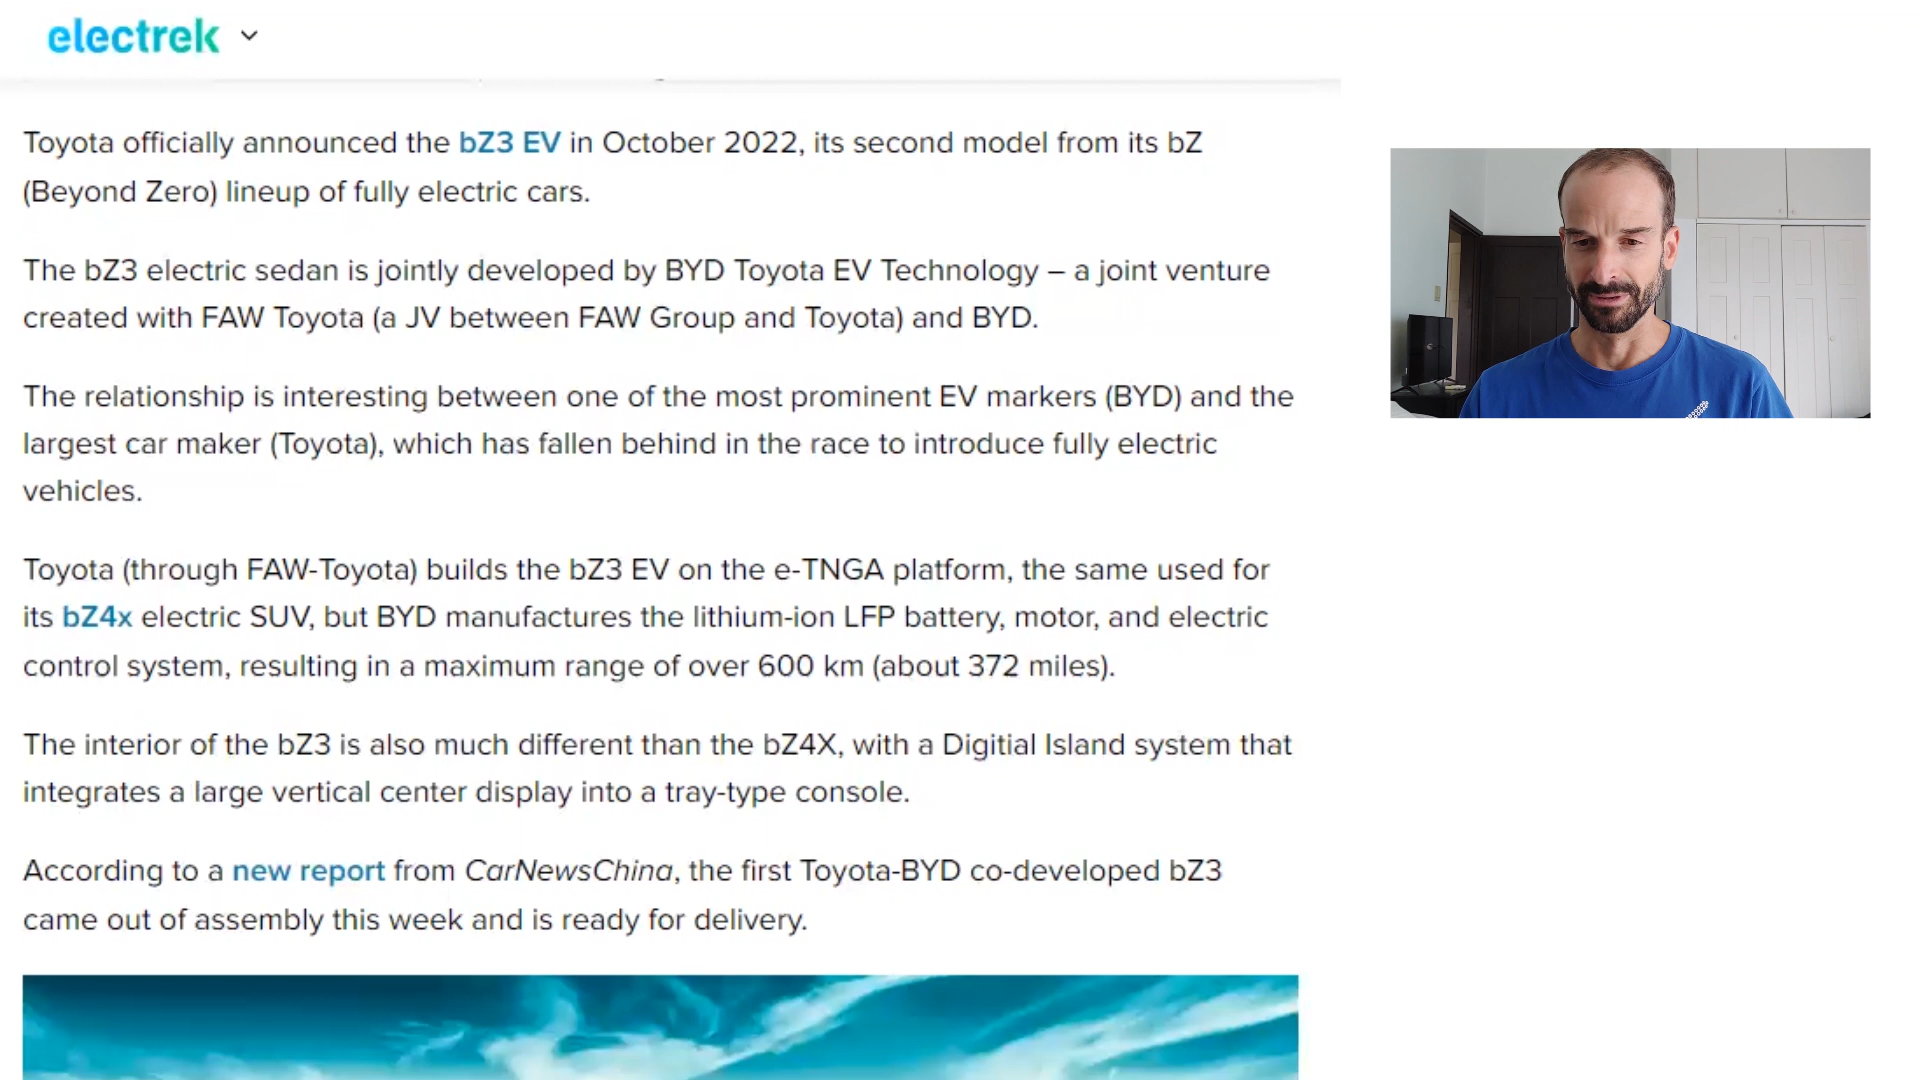 electrek
Toyota officially announced the bZ3 EV in October 2022, its second model from its bZ
(Beyond Zero) lineup of fully electric cars.
The bZ3 electric sedan is jointly developed by BYD Toyota EV Technology – a joint venture
created with FAW Toyota (a JV between FAW Group and Toyota) and BYD.
The relationship is interesting between one of the most prominent EV markers (BYD) and the
largest car maker (Toyota), which has fallen behind in the race to introduce fully electric
vehicles.
Toyota (through FAW-Toyota) builds the bZ3 EV on the e-TNGA platform, the same used for
its bZ4x electric SUV, but BYD manufactures the lithium-ion LFP battery, motor, and electric
control system, resulting in a maximum range of over 600 km (about 372 miles).
The interior of the bZ3 is also much different than the bZ4X, with a Digitial Island system that
integrates a large vertical center display into a tray-type console.
According to a new report from CarNewsChina, the first Toyota-BYD co-developed bZ3
came out of assembly this week and is ready for delivery.